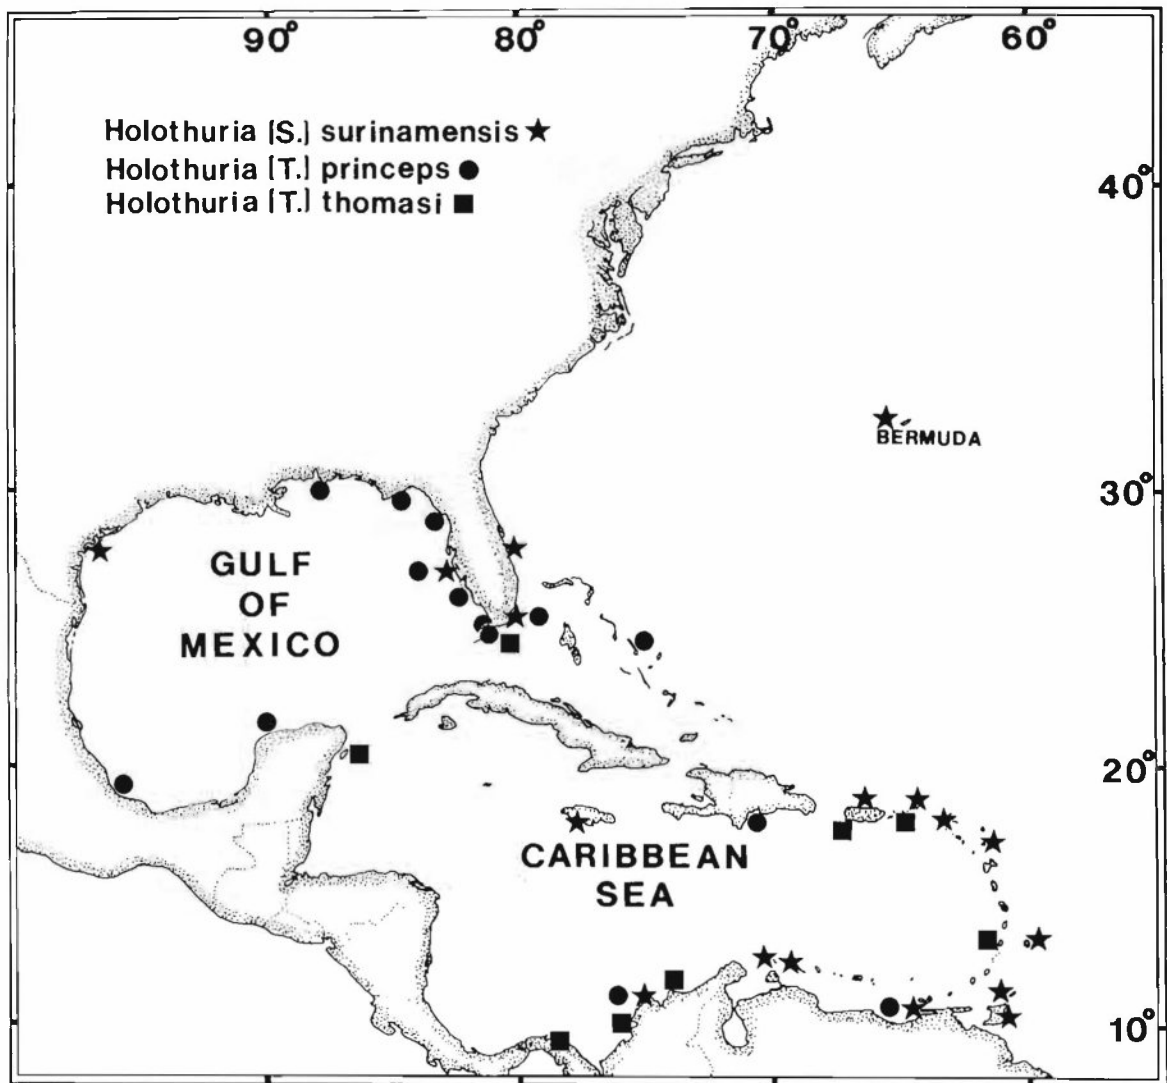 90° 80° 70° 60°
Holothuria (S.) surinamensis ★
Holothuria (T.) princeps ●
Holothuria (T.) thomasi ■
40°
BERMUDA
30°
GULF
OF
MEXICO
20°
CARIBBEAN
SEA
10°